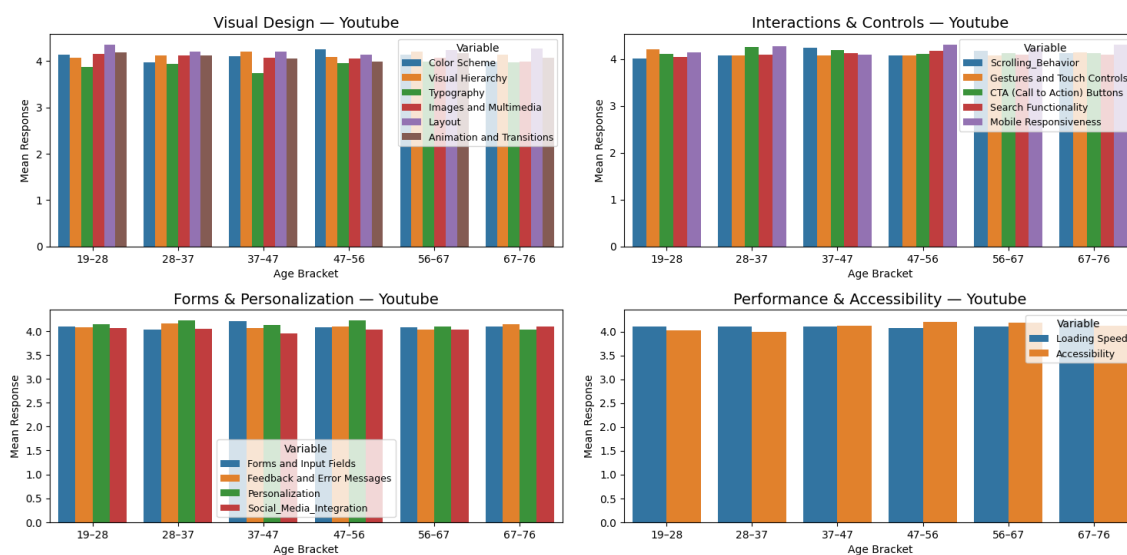 Visual Design — Youtube
Mean Response
4
3
2
1
0
19–28
28–37
37–47
47–56
56–67
67–76
Age Bracket
Variable
Color Scheme
Visual Hierarchy
Typography
Images and Multimedia
Layout
Animation and Transitions
Interactions & Controls — Youtube
Mean Response
4
3
2
1
0
19–28
28–37
37–47
47–56
56–67
67–76
Age Bracket
Variable
Scrolling_Behavior
Gestures and Touch Controls
CTA (Call to Action) Buttons
Search Functionality
Mobile Responsiveness
Forms & Personalization — Youtube
Mean Response
4.0
3.5
3.0
2.5
2.0
1.5
1.0
0.5
0.0
19–28
28–37
37–47
47–56
56–67
67–76
Age Bracket
Variable
Forms and Input Fields
Feedback and Error Messages
Personalization
Social_Media_Integration
Performance & Accessibility — Youtube
Mean Response
4.0
3.5
3.0
2.5
2.0
1.5
1.0
0.5
0.0
19–28
28–37
37–47
47–56
56–67
67–76
Age Bracket
Variable
Loading Speed
Accessibility